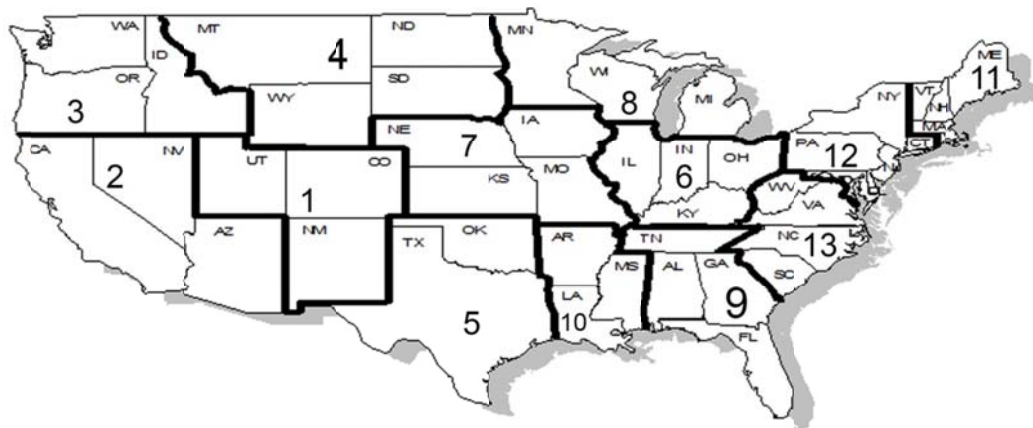 WA MT ND MN ME
ID 4 11
OR SD WI VT
3 WY 8 MI NY NH
MA
NE IA CT
CA NV 7 PA 12
UT CO IL IN OH NJ
2 KS MO 6 WV
1 KY VA
AZ NM TX OK AR TN NC 13
MS AL GA SC
5 LA 9
10
FL